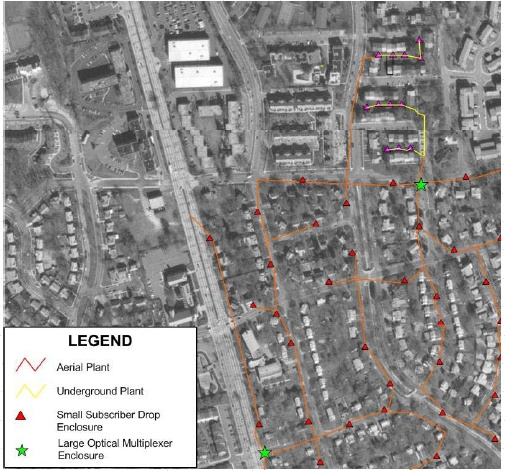 LEGEND
Aerial Plant
Underground Plant
Small Subscriber Drop
Enclosure
Large Optical Multiplexer
Enclosure